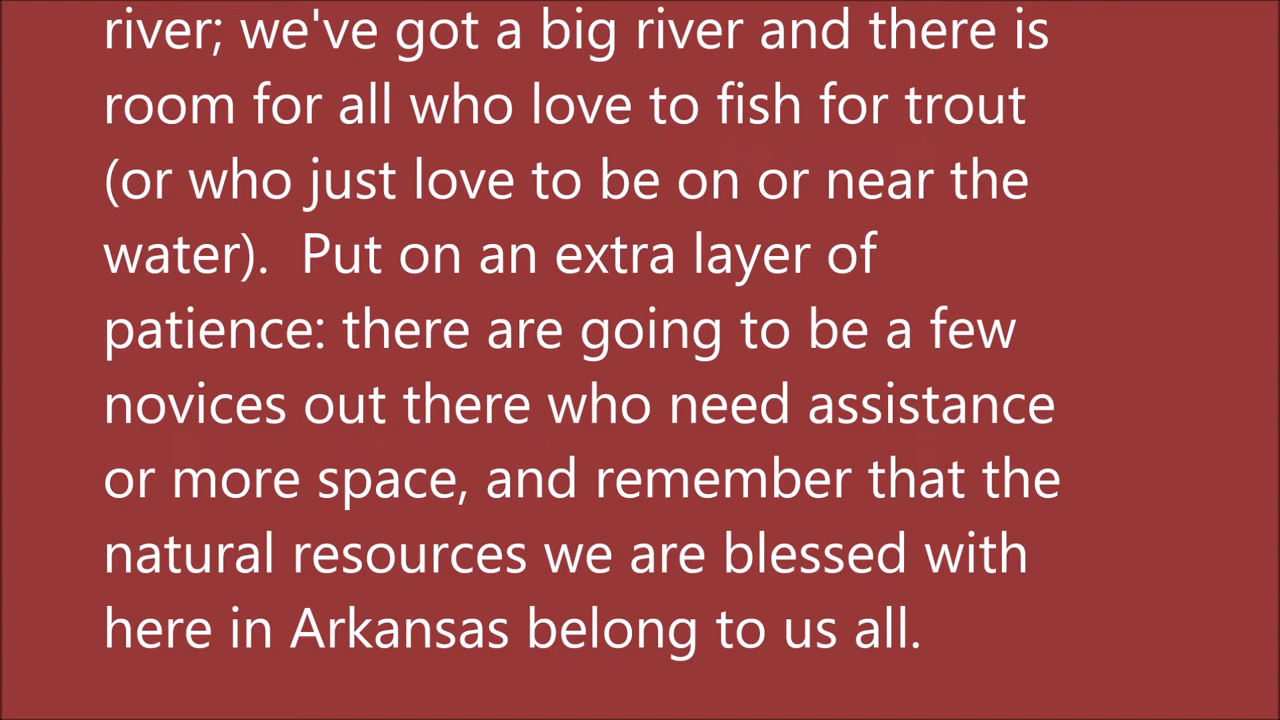 river; we've got a big river and there is
room for all who love to fish for trout
(or who just love to be on or near the
water).  Put on an extra layer of
patience: there are going to be a few
novices out there who need assistance
or more space, and remember that the
natural resources we are blessed with
here in Arkansas belong to us all.